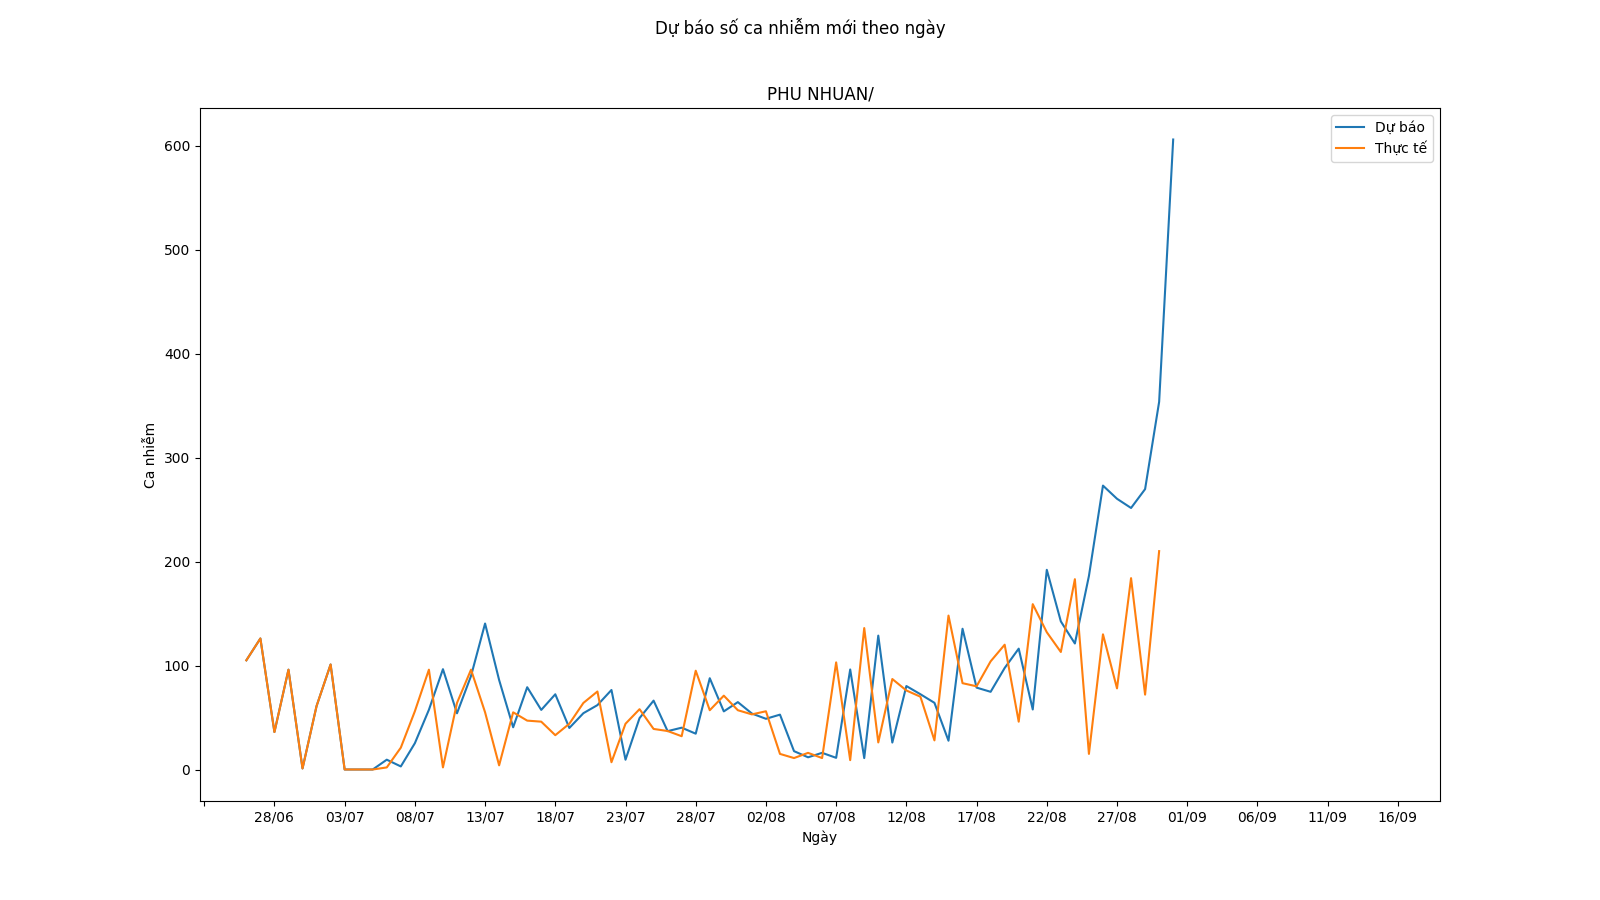 Dự báo số ca nhiễm mới theo ngày
PHU NHUAN/
Dự báo
Thực tế
600
500
400
300
200
100
0
Ca nhiễm
28/06 03/07 08/07 13/07 18/07 23/07 28/07 02/08 07/08 12/08 17/08 22/08 27/08 01/09 06/09 11/09 16/09
Ngày